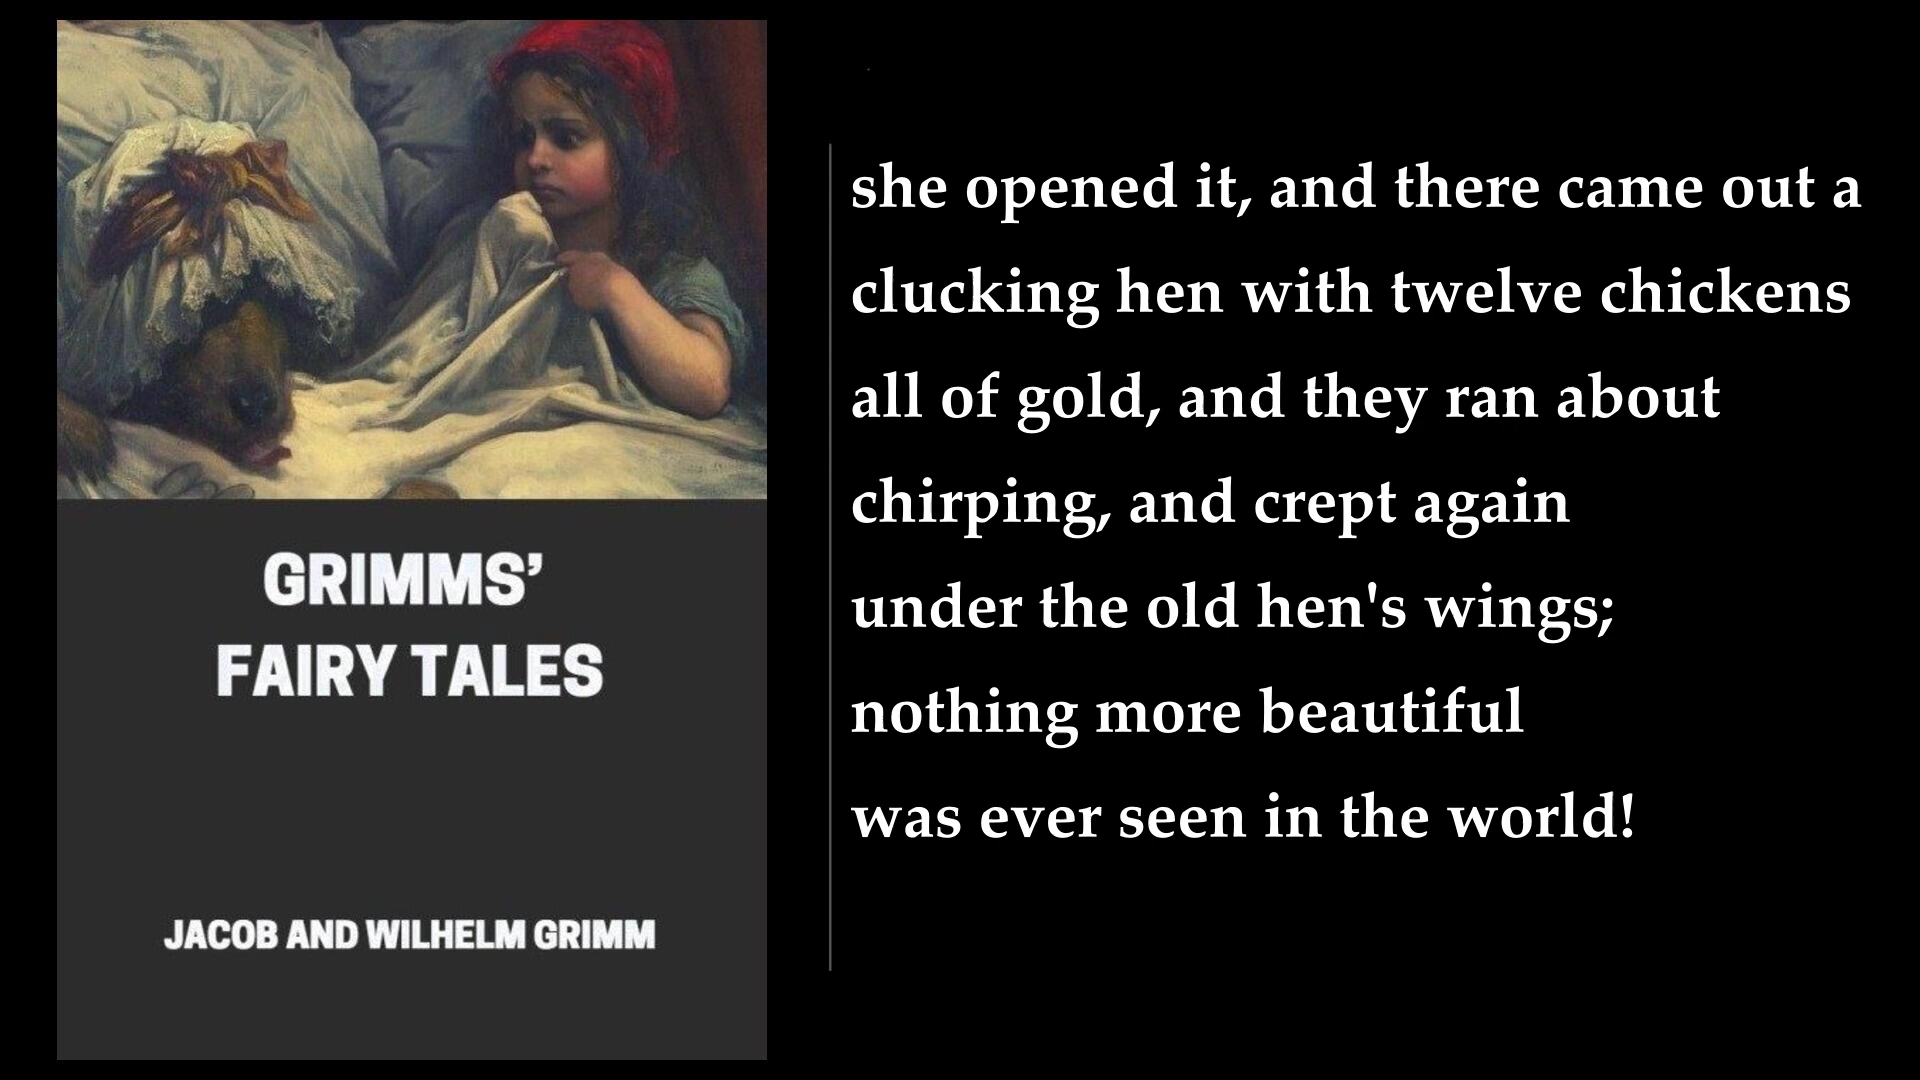 GRIMMS’
FAIRY TALES
JACOB AND WILHELM GRIMM
she opened it, and there came out a
clucking hen with twelve chickens
all of gold, and they ran about
chirping, and crept again
under the old hen's wings;
nothing more beautiful
was ever seen in the world!